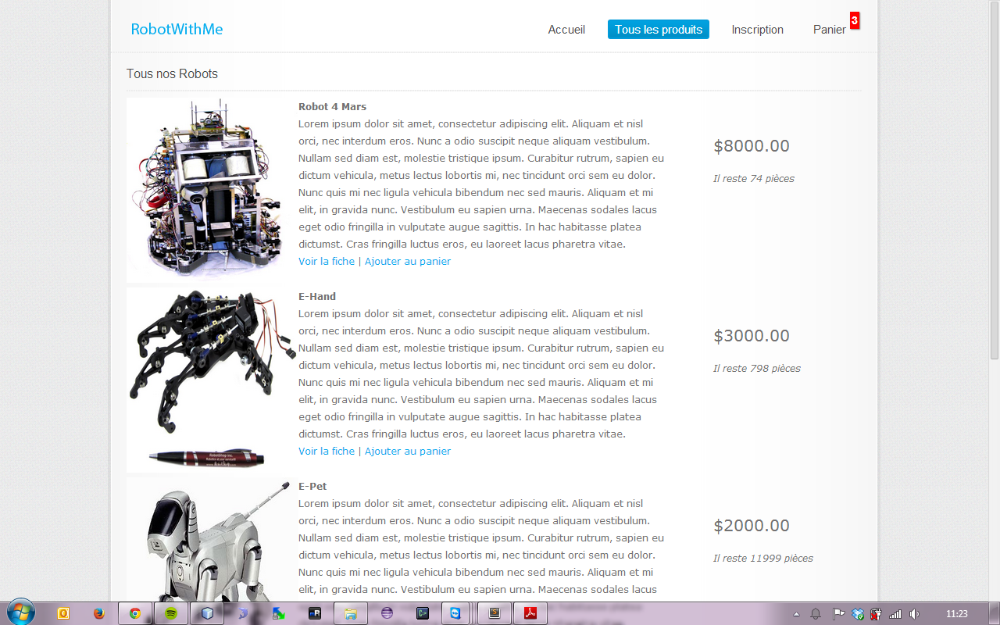 RobotWithMe
Accueil
Tous les produits
Inscription
Panier
3
Tous nos Robots
Robot 4 Mars
Lorem ipsum dolor sit amet, consectetur adipiscing elit. Aliquam et nisl
orci, nec interdum eros. Nunc a odio suscipit neque aliquam vestibulum.
Nullam sed diam est, molestie tristique ipsum. Curabitur rutrum, sapien eu
dictum vehicula, metus lectus lobortis mi, nec tincidunt orci sem eu dolor.
Nunc quis mi nec ligula vehicula bibendum nec sed mauris. Aliquam et mi
elit, in gravida nunc. Vestibulum eu sapien urna. Maecenas sodales lacus
eget odio fringilla in vulputate augue sagittis. In hac habitasse platea
dictumst. Cras fringilla luctus eros, eu laoreet lacus pharetra vitae.
Voir la fiche | Ajouter au panier
$8000.00
Il reste 74 pièces
E-Hand
Lorem ipsum dolor sit amet, consectetur adipiscing elit. Aliquam et nisl
orci, nec interdum eros. Nunc a odio suscipit neque aliquam vestibulum.
Nullam sed diam est, molestie tristique ipsum. Curabitur rutrum, sapien eu
dictum vehicula, metus lectus lobortis mi, nec tincidunt orci sem eu dolor.
Nunc quis mi nec ligula vehicula bibendum nec sed mauris. Aliquam et mi
elit, in gravida nunc. Vestibulum eu sapien urna. Maecenas sodales lacus
eget odio fringilla in vulputate augue sagittis. In hac habitasse platea
dictumst. Cras fringilla luctus eros, eu laoreet lacus pharetra vitae.
Voir la fiche | Ajouter au panier
$3000.00
Il reste 798 pièces
E-Pet
Lorem ipsum dolor sit amet, consectetur adipiscing elit. Aliquam et nisl
orci, nec interdum eros. Nunc a odio suscipit neque aliquam vestibulum.
Nullam sed diam est, molestie tristique ipsum. Curabitur rutrum, sapien eu
dictum vehicula, metus lectus lobortis mi, nec tincidunt orci sem eu dolor.
Nunc quis mi nec ligula vehicula bibendum nec sed mauris. Aliquam et mi
elit, in gravida nunc. Vestibulum eu sapien urna. Maecenas sodales lacus
$2000.00
Il reste 11999 pièces
11:23